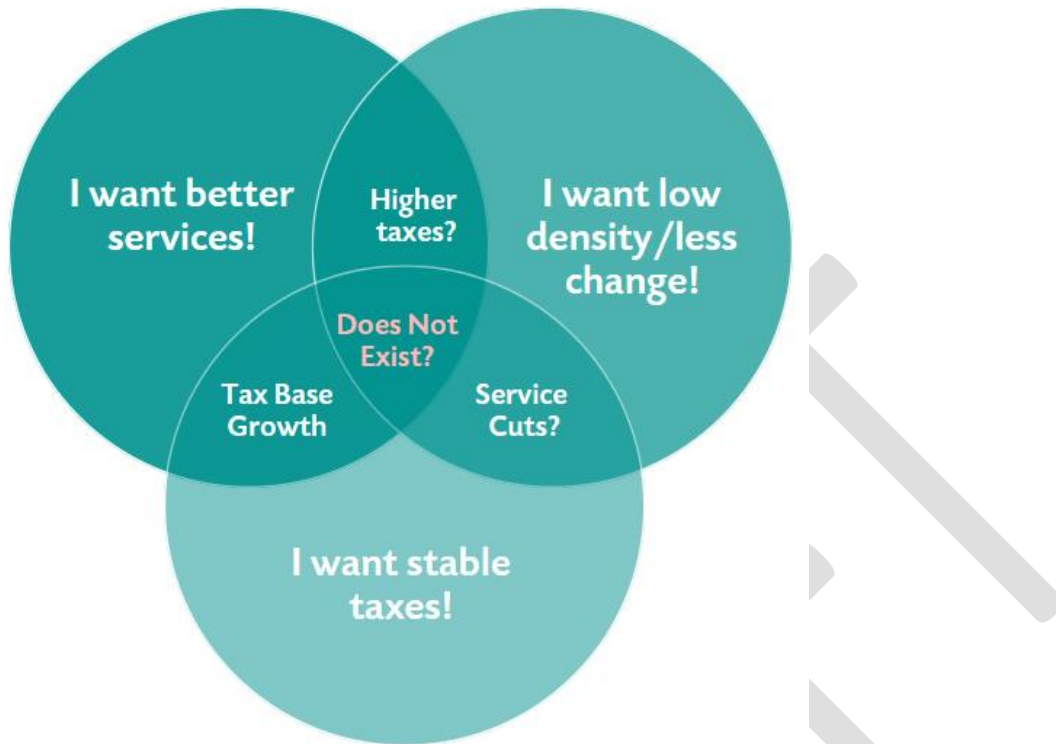 I want better
services!
Higher
taxes?
I want low
density/less
change!
Does Not
Exist?
Tax Base
Growth
Service
Cuts?
I want stable
taxes!